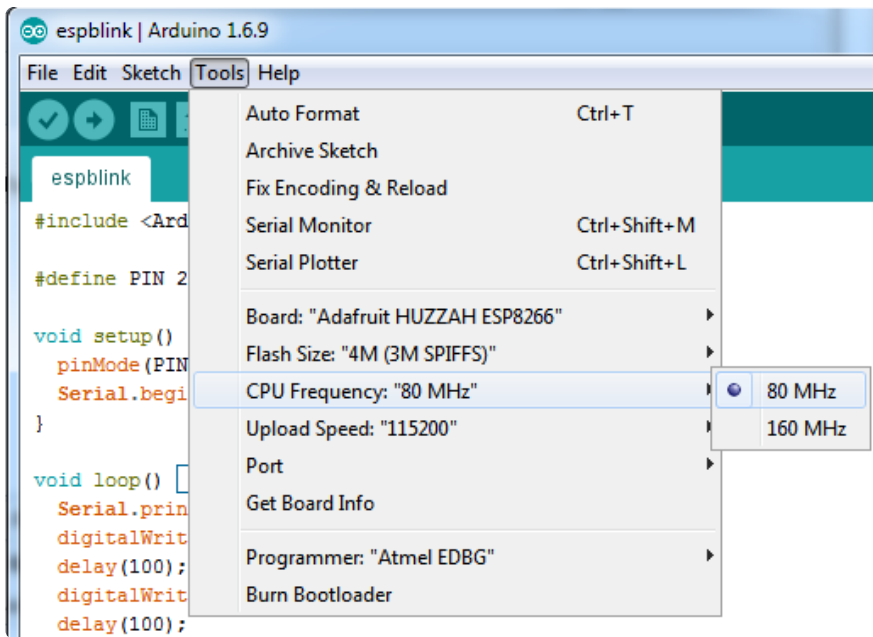 espblink | Arduino 1.6.9
File Edit Sketch Tools Help
Auto Format Ctrl+T
Archive Sketch
Fix Encoding & Reload
Serial Monitor Ctrl+Shift+M
Serial Plotter Ctrl+Shift+L
Board: "Adafruit HUZZAH ESP8266"
Flash Size: "4M (3M SPIFFS)"
CPU Frequency: "80 MHz"
Upload Speed: "115200"
Port
Get Board Info
Programmer: "Atmel EDBG"
Burn Bootloader
80 MHz
160 MHz
espblink
#include <Ard
#define PIN 2
void setup()
pinMode(PIN
Serial.begi
}
void loop()
Serial.prin
digitalWrit
delay(100);
digitalWrit
delay(100);